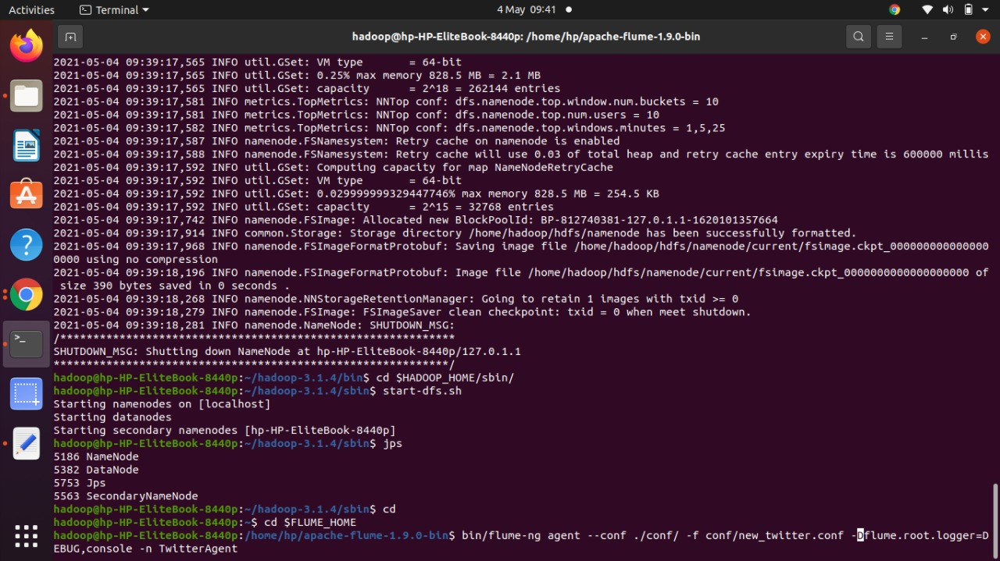 Activities
Terminal
4 May 09:41
hadoop@hp-HP-EliteBook-8440p: /home/hp/apache-flume-1.9.0-bin
2021-05-04 09:39:17,565 INFO util.GSet: VM type       = 64-bit
2021-05-04 09:39:17,565 INFO util.GSet: 0.25% max memory 828.5 MB = 2.1 MB
2021-05-04 09:39:17,565 INFO util.GSet: capacity      = 2^18 = 262144 entries
2021-05-04 09:39:17,581 INFO metrics.TopMetrics: NNTop conf: dfs.namenode.top.window.num.buckets = 10
2021-05-04 09:39:17,581 INFO metrics.TopMetrics: NNTop conf: dfs.namenode.top.num.users = 10
2021-05-04 09:39:17,582 INFO metrics.TopMetrics: NNTop conf: dfs.namenode.top.windows.minutes = 1,5,25
2021-05-04 09:39:17,587 INFO namenode.FSNamesystem: Retry cache on namenode is enabled
2021-05-04 09:39:17,588 INFO namenode.FSNamesystem: Retry cache will use 0.03 of total heap and retry cache entry expiry time is 600000 millis
2021-05-04 09:39:17,592 INFO util.GSet: Computing capacity for map NameNodeRetryCache
2021-05-04 09:39:17,592 INFO util.GSet: VM type       = 64-bit
2021-05-04 09:39:17,592 INFO util.GSet: 0.029999999329447746% max memory 828.5 MB = 254.5 KB
2021-05-04 09:39:17,592 INFO util.GSet: capacity      = 2^15 = 32768 entries
2021-05-04 09:39:17,742 INFO namenode.FSImage: Allocated new BlockPoolId: BP-812740381-127.0.1.1-1620101357664
2021-05-04 09:39:17,914 INFO common.Storage: Storage directory /home/hadoop/hdfs/namenode has been successfully formatted.
2021-05-04 09:39:17,968 INFO namenode.FSImageFormatProtobuf: Saving image file /home/hadoop/hdfs/namenode/current/fsimage.ckpt_000000000000000
0000 using no compression
2021-05-04 09:39:18,196 INFO namenode.FSImageFormatProtobuf: Image file /home/hadoop/hdfs/namenode/current/fsimage.ckpt_0000000000000000000 of
 size 390 bytes saved in 0 seconds .
2021-05-04 09:39:18,268 INFO namenode.NNStorageRetentionManager: Going to retain 1 images with txid >= 0
2021-05-04 09:39:18,279 INFO namenode.FSImage: FSImageSaver clean checkpoint: txid = 0 when meet shutdown.
2021-05-04 09:39:18,281 INFO namenode.NameNode: SHUTDOWN_MSG:
/************************************************************
SHUTDOWN_MSG: Shutting down NameNode at hp-HP-EliteBook-8440p/127.0.1.1
************************************************************/
hadoop@hp-HP-EliteBook-8440p:~/hadoop-3.1.4/bin$ cd $HADOOP_HOME/sbin/
hadoop@hp-HP-EliteBook-8440p:~/hadoop-3.1.4/sbin$ start-dfs.sh
Starting namenodes on [localhost]
Starting datanodes
Starting secondary namenodes [hp-HP-EliteBook-8440p]
hadoop@hp-HP-EliteBook-8440p:~/hadoop-3.1.4/sbin$ jps
5186 NameNode
5382 DataNode
5753 Jps
5563 SecondaryNameNode
hadoop@hp-HP-EliteBook-8440p:~/hadoop-3.1.4/sbin$ cd
hadoop@hp-HP-EliteBook-8440p:~$ cd $FLUME_HOME
hadoop@hp-HP-EliteBook-8440p:/home/hp/apache-flume-1.9.0-bin$ bin/flume-ng agent --conf ./conf/ -f conf/new_twitter.conf -Dflume.root.logger=D
EBUG,console -n TwitterAgent